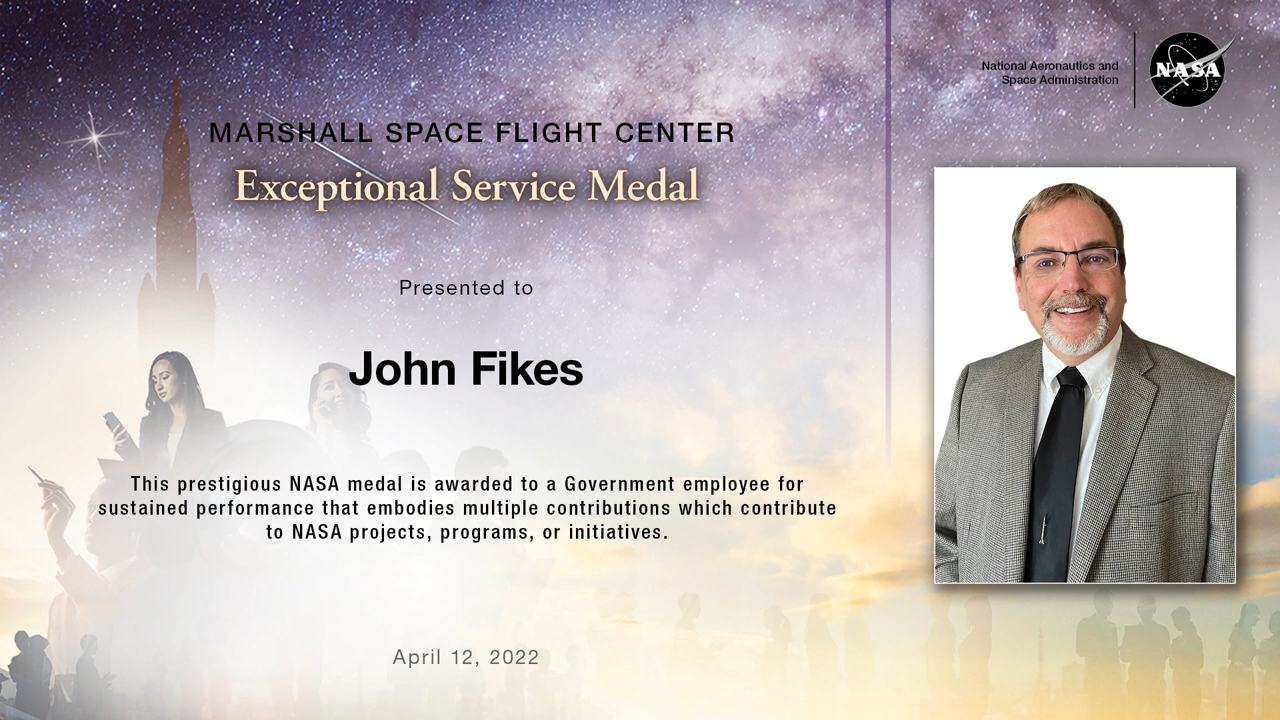 National Aeronautics and
Space Administration
NASA
MARSHALL SPACE FLIGHT CENTER
Exceptional Service Medal
Presented to
John Fikes
This prestigious NASA medal is awarded to a Government employee for
sustained performance that embodies multiple contributions which contribute
to NASA projects, programs, or initiatives.
April 12, 2022